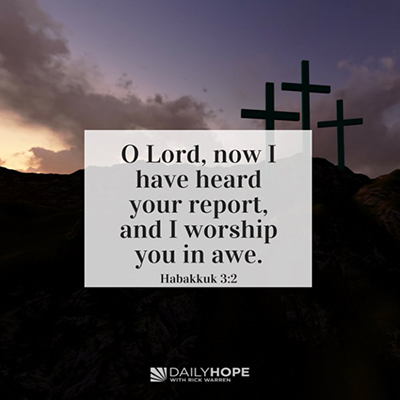 O Lord, now I
have heard
your report,
and I worship
you in awe.
Habakkuk 3:2
DAILYHOPE
WITH RICK WARREN